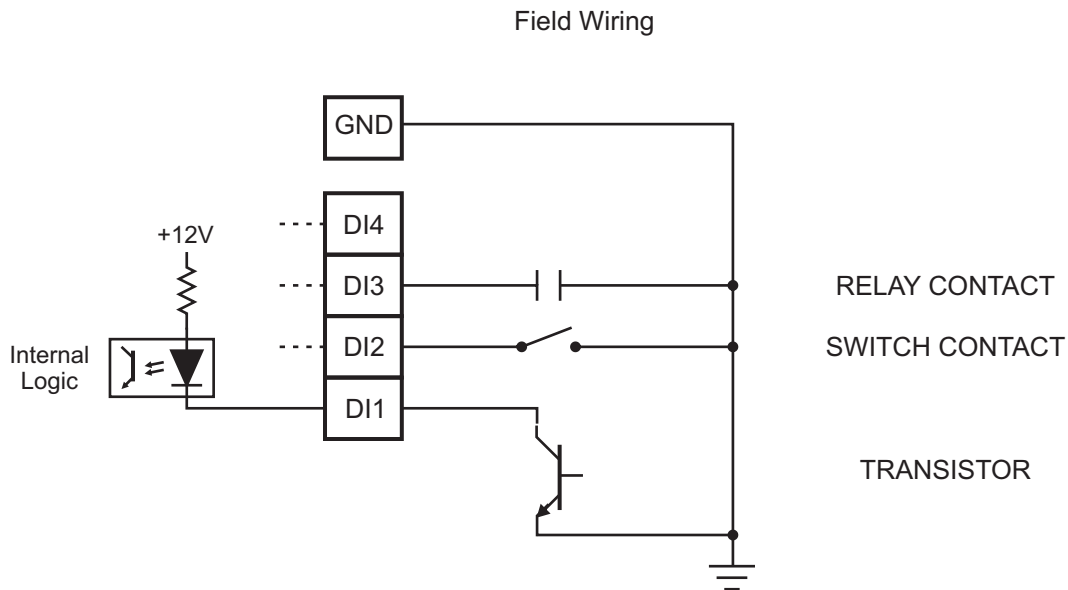 Field Wiring
GND
DI4
+12V
DI3
RELAY CONTACT
DI2
SWITCH CONTACT
Internal
Logic
DI1
TRANSISTOR